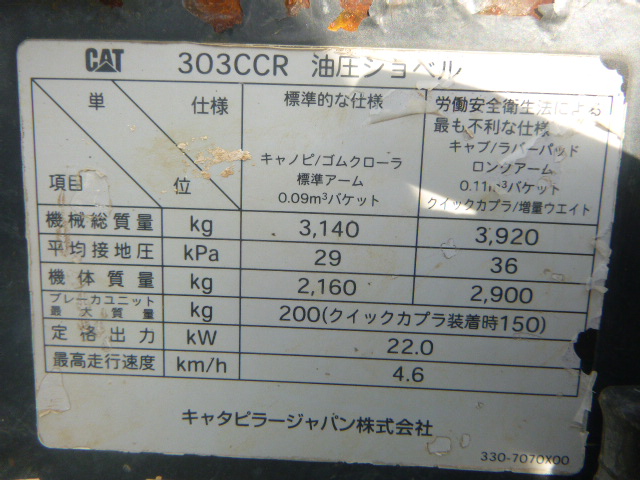 CAT 303CCR 油圧ショベル
単 仕様 標準的な仕様 労働安全衛生法による
最も不利な仕様
キャノピ/ゴムクローラ キャブ/ラバーパッド
標準アーム ロングアーム
項目 位 0.09m³バケット 0.11m³バケット
クイックカプラ/増量ウエイト
機械総質量 kg 3,140 3,920
平均接地圧 kPa 29 36
機体質量 kg 2,160 2,900
ブレーカユニット
最大質量 kg 200(クイックカプラ装着時150)
定格出力 kW 22.0
最高走行速度 km/h 4.6
キャタピラージャパン株式会社
330-7070X00